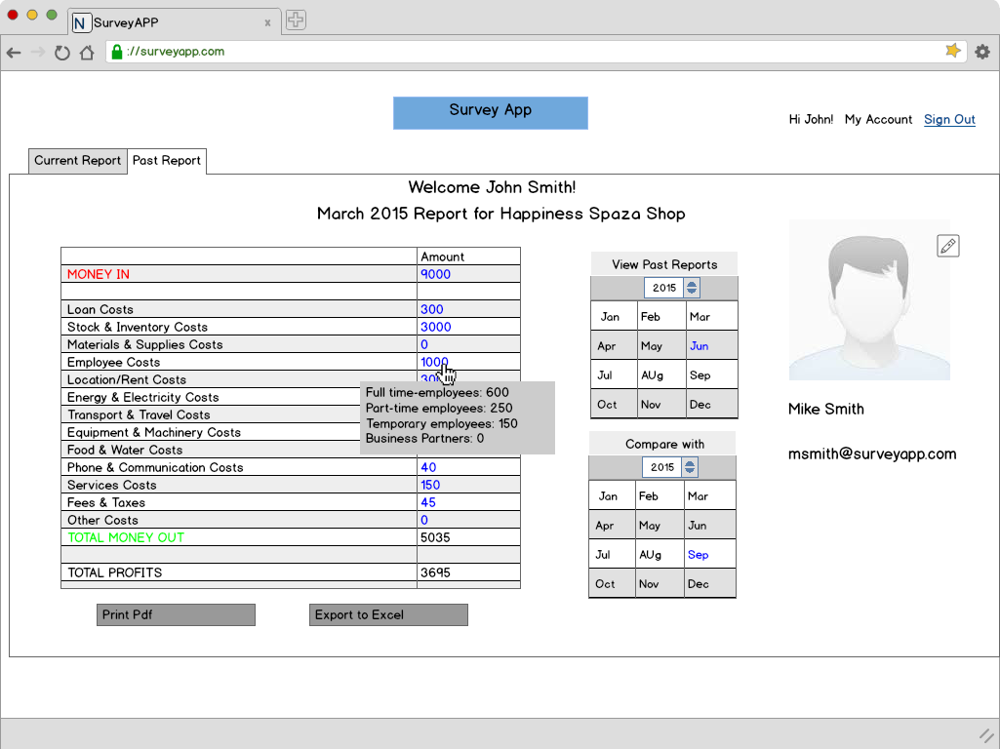 N SurveyAPP x
://surveyapp.com
Survey App
Hi John! My Account Sign Out
Current Report Past Report
Welcome John Smith!
March 2015 Report for Happiness Spaza Shop
Amount
MONEY IN 9000
Loan Costs 300
Stock & Inventory Costs 3000
Materials & Supplies Costs 0
Employee Costs 1000
Location/Rent Costs
Energy & Electricity Costs
Transport & Travel Costs
Equipment & Machinery Costs
Food & Water Costs
Full time-employees: 600
Part-time employees: 250
Temporary employees: 150
Business Partners: 0
Phone & Communication Costs 40
Services Costs 150
Fees & Taxes 45
Other Costs 0
TOTAL MONEY OUT 5035
TOTAL PROFITS 3695
Print Pdf Export to Excel
View Past Reports
2015
Jan Feb Mar
Apr May Jun
Jul AUg Sep
Oct Nov Dec
Compare with
2015
Jan Feb Mar
Apr May Jun
Jul AUg Sep
Oct Nov Dec
Mike Smith
msmith@surveyapp.com